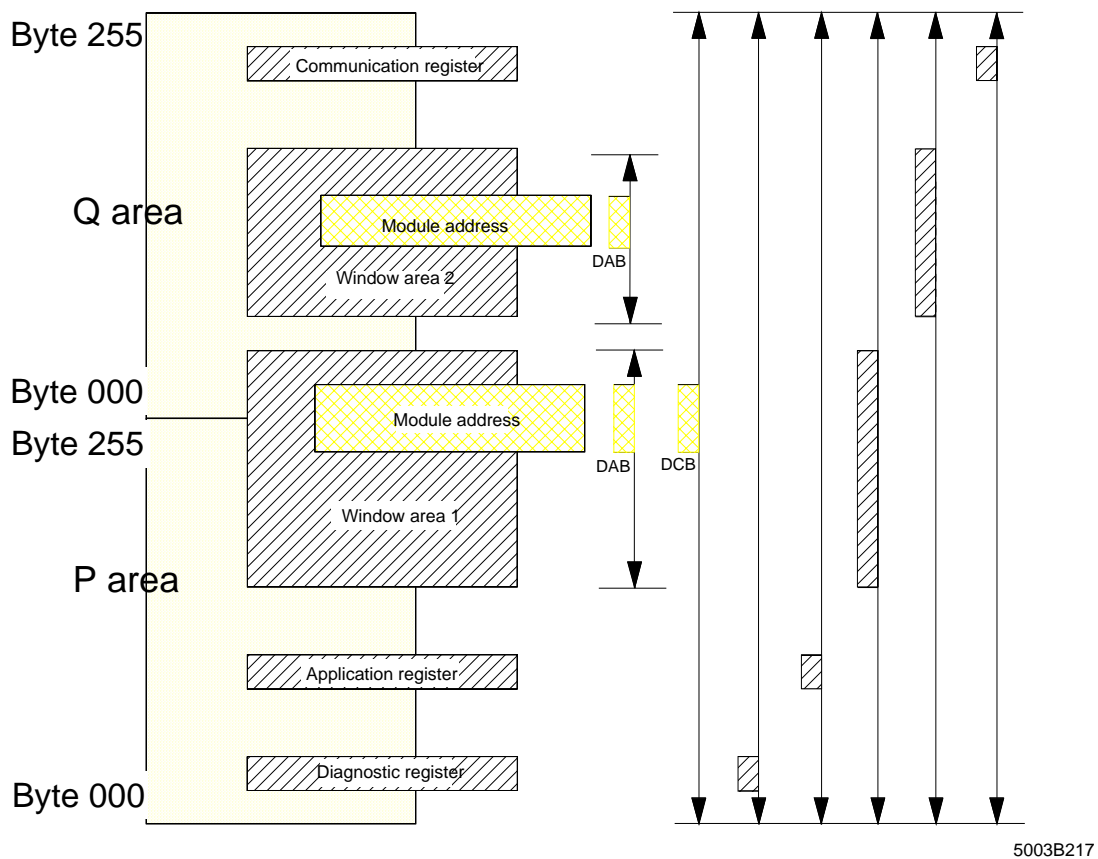 Byte 255
Communication register
Q area
Module address
DAB
Window area 2
Byte 000
Module address
Byte 255
DAB
DCB
Window area 1
P area
Application register
Diagnostic register
Byte 000
5003B217